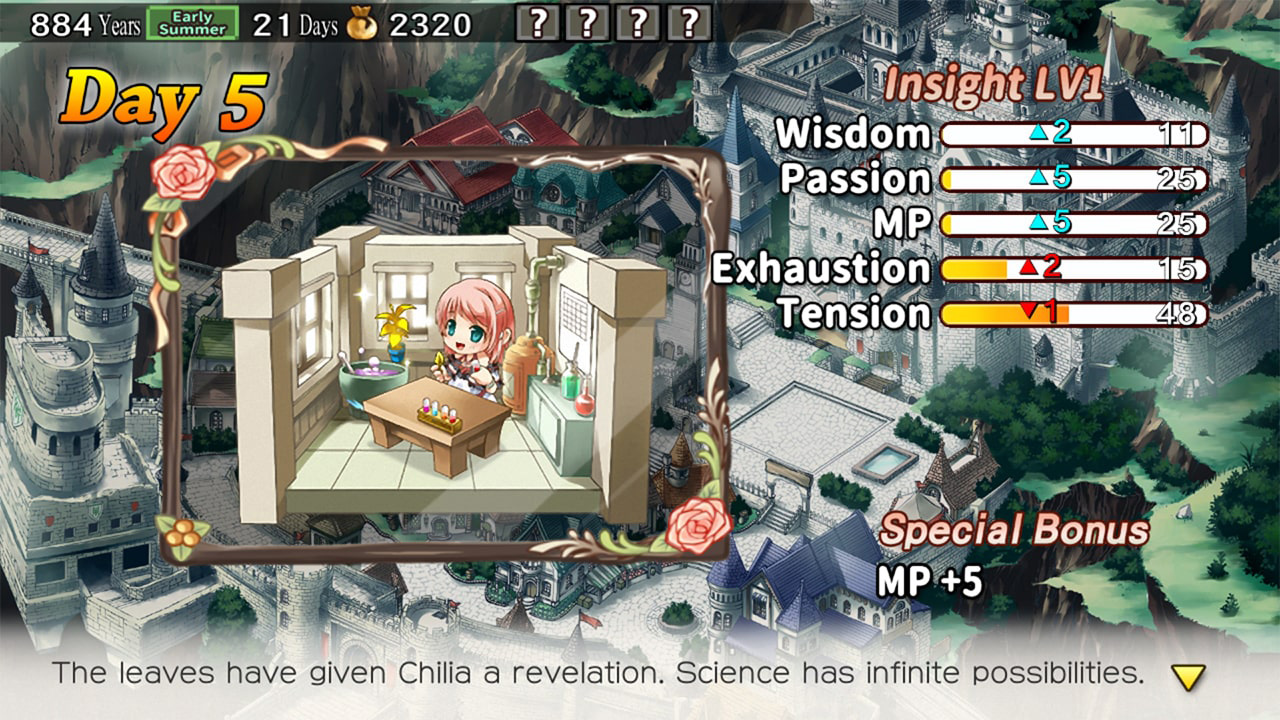 884 Years Early Summer 21 Days 2320 ? ? ? ?
Day 5
Insight LV1
Wisdom ▲2 11
Passion ▲5 25
MP ▲5 25
Exhaustion ▲2 15
Tension ▼1 48
Special Bonus
MP +5
The leaves have given Chilia a revelation. Science has infinite possibilities.